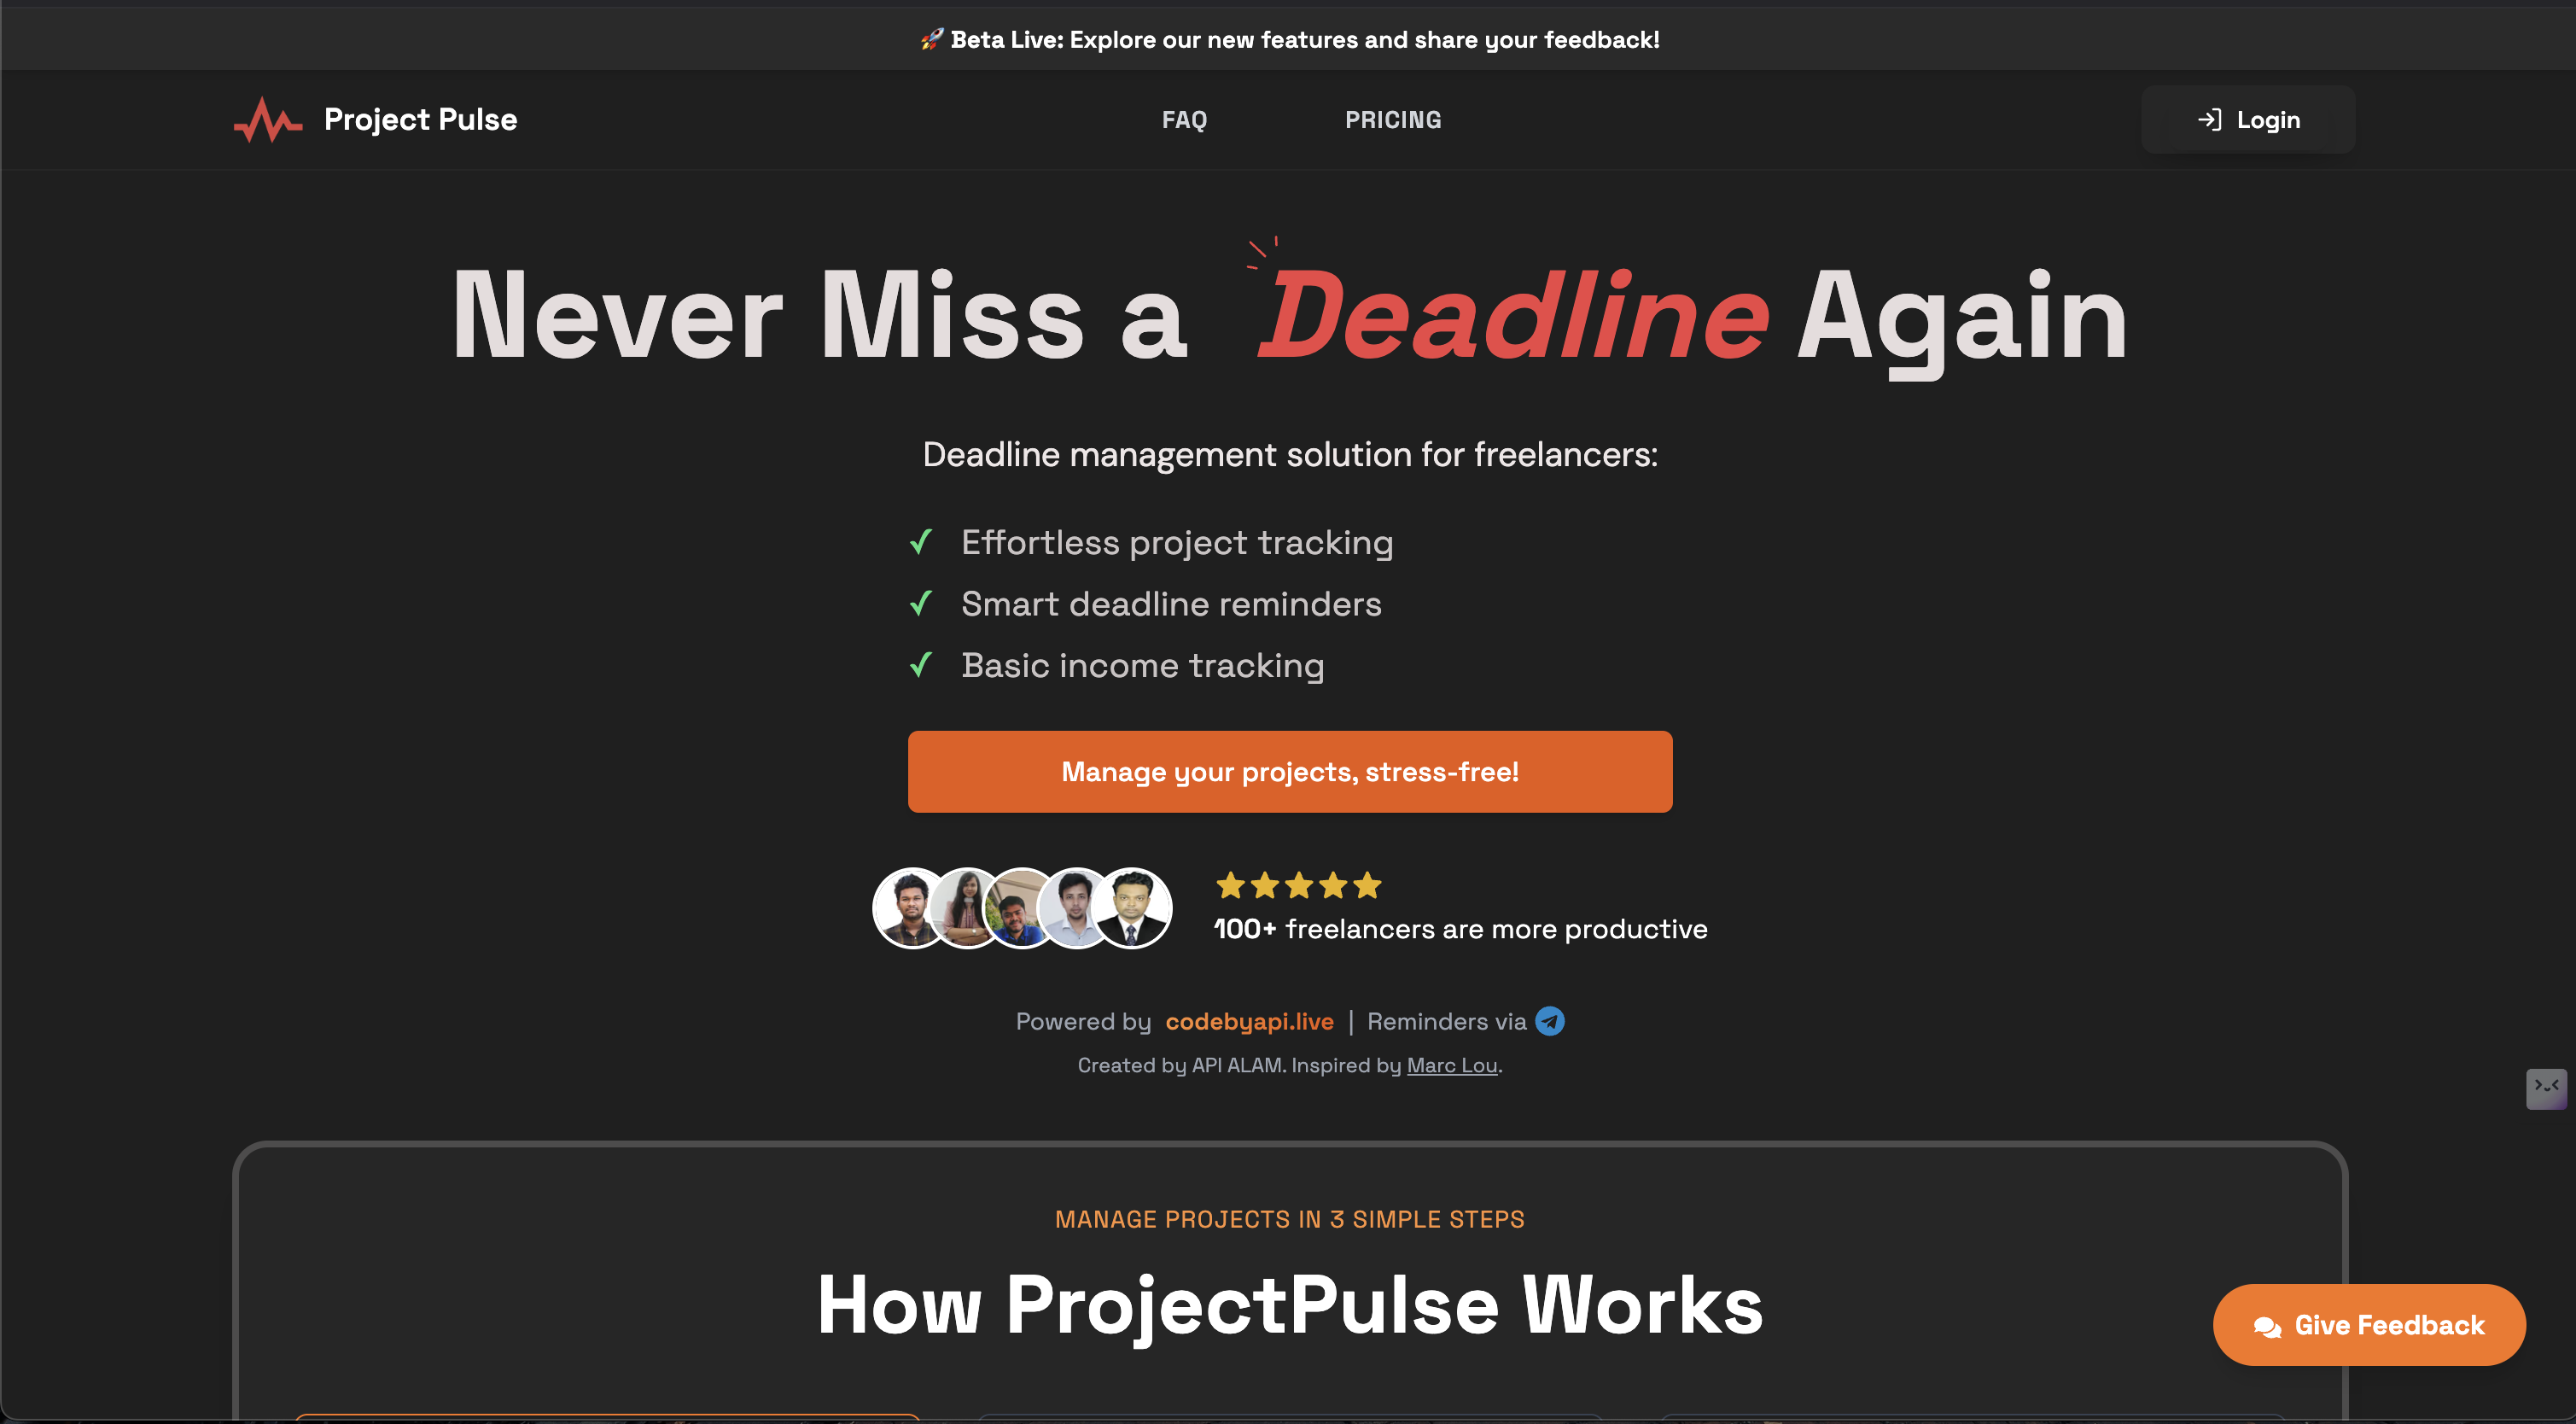 🚀 Beta Live: Explore our new features and share your feedback!
Project Pulse
FAQ
PRICING
Login
Never Miss a Deadline Again
Deadline management solution for freelancers:
✓ Effortless project tracking
✓ Smart deadline reminders
✓ Basic income tracking
Manage your projects, stress-free!
100+ freelancers are more productive
Powered by codebyapi.live | Reminders via
Created by API ALAM. Inspired by Marc Lou.
MANAGE PROJECTS IN 3 SIMPLE STEPS
How ProjectPulse Works
Give Feedback